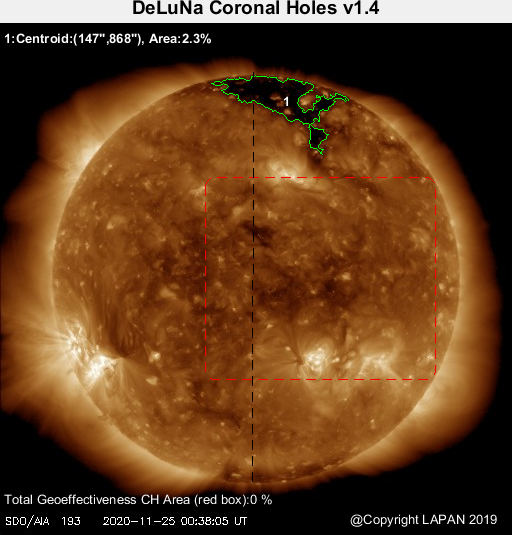 DeLuNa Coronal Holes v1.4
1:Centroid:(147",868"), Area:2.3%
1
Total Geoeffectiveness CH Area (red box):0 %
SDO/AIA 193 2020-11-25 00:38:05 UT
@Copyright LAPAN 2019